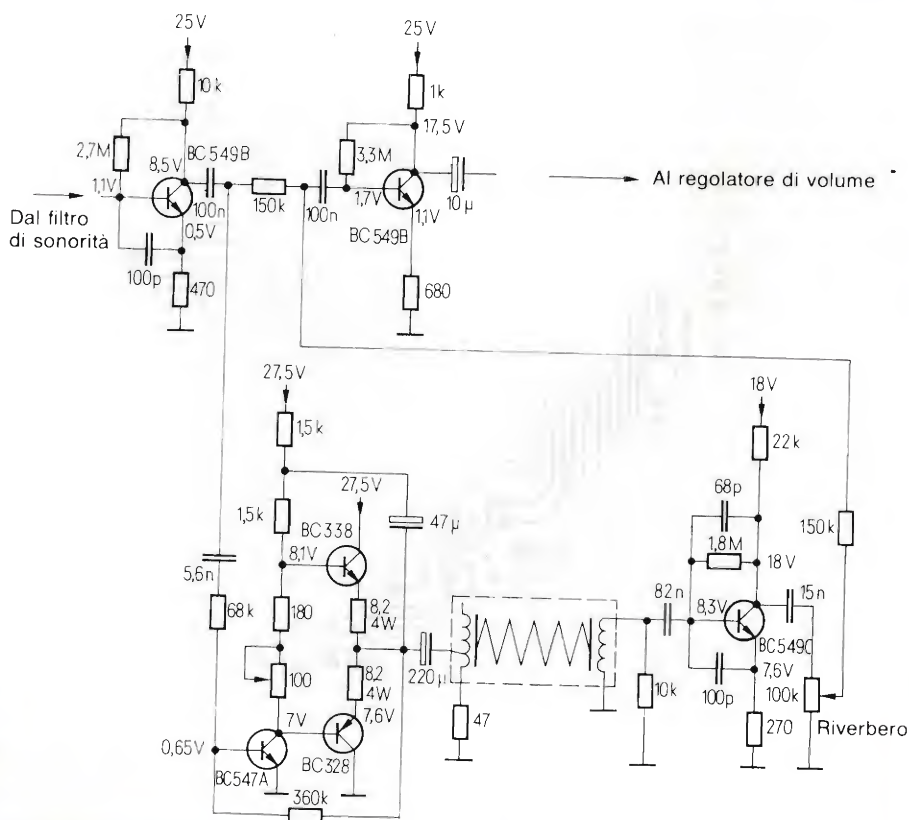 25V
10k
2,7M
8,5V
BC549B
1,1V
0,5V
100n
150k
100n
Dal filtro
di sonorità
100p
470
25V
1k
17,5V
3,3M
1,7V
1,1V
10μ
BC549B
680
Al regolatore di volume
27,5V
1,5k
1,5k
27,5V
BC338
47μ
8,1V
5,6n
68k
180
8,2
4W
100
8,2
4W
220μ
7V
7,6V
0,65V
BC547A
BC328
360k
47
18V
22k
68p
1,8M
18V
150k
82n
8,3V
15n
BC549C
10k
100p
7,6V
270
100k
Riverbero